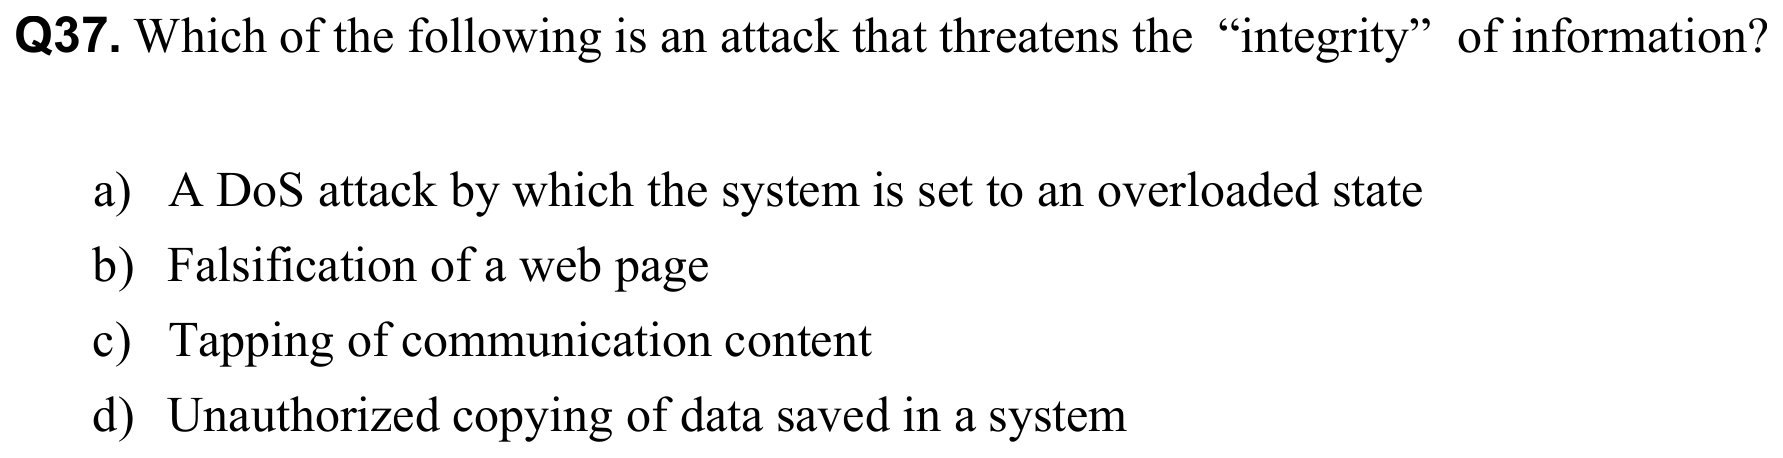 Q37. Which of the following is an attack that threatens the “integrity” of information?
a) A DoS attack by which the system is set to an overloaded state
b) Falsification of a web page
c) Tapping of communication content
d) Unauthorized copying of data saved in a system